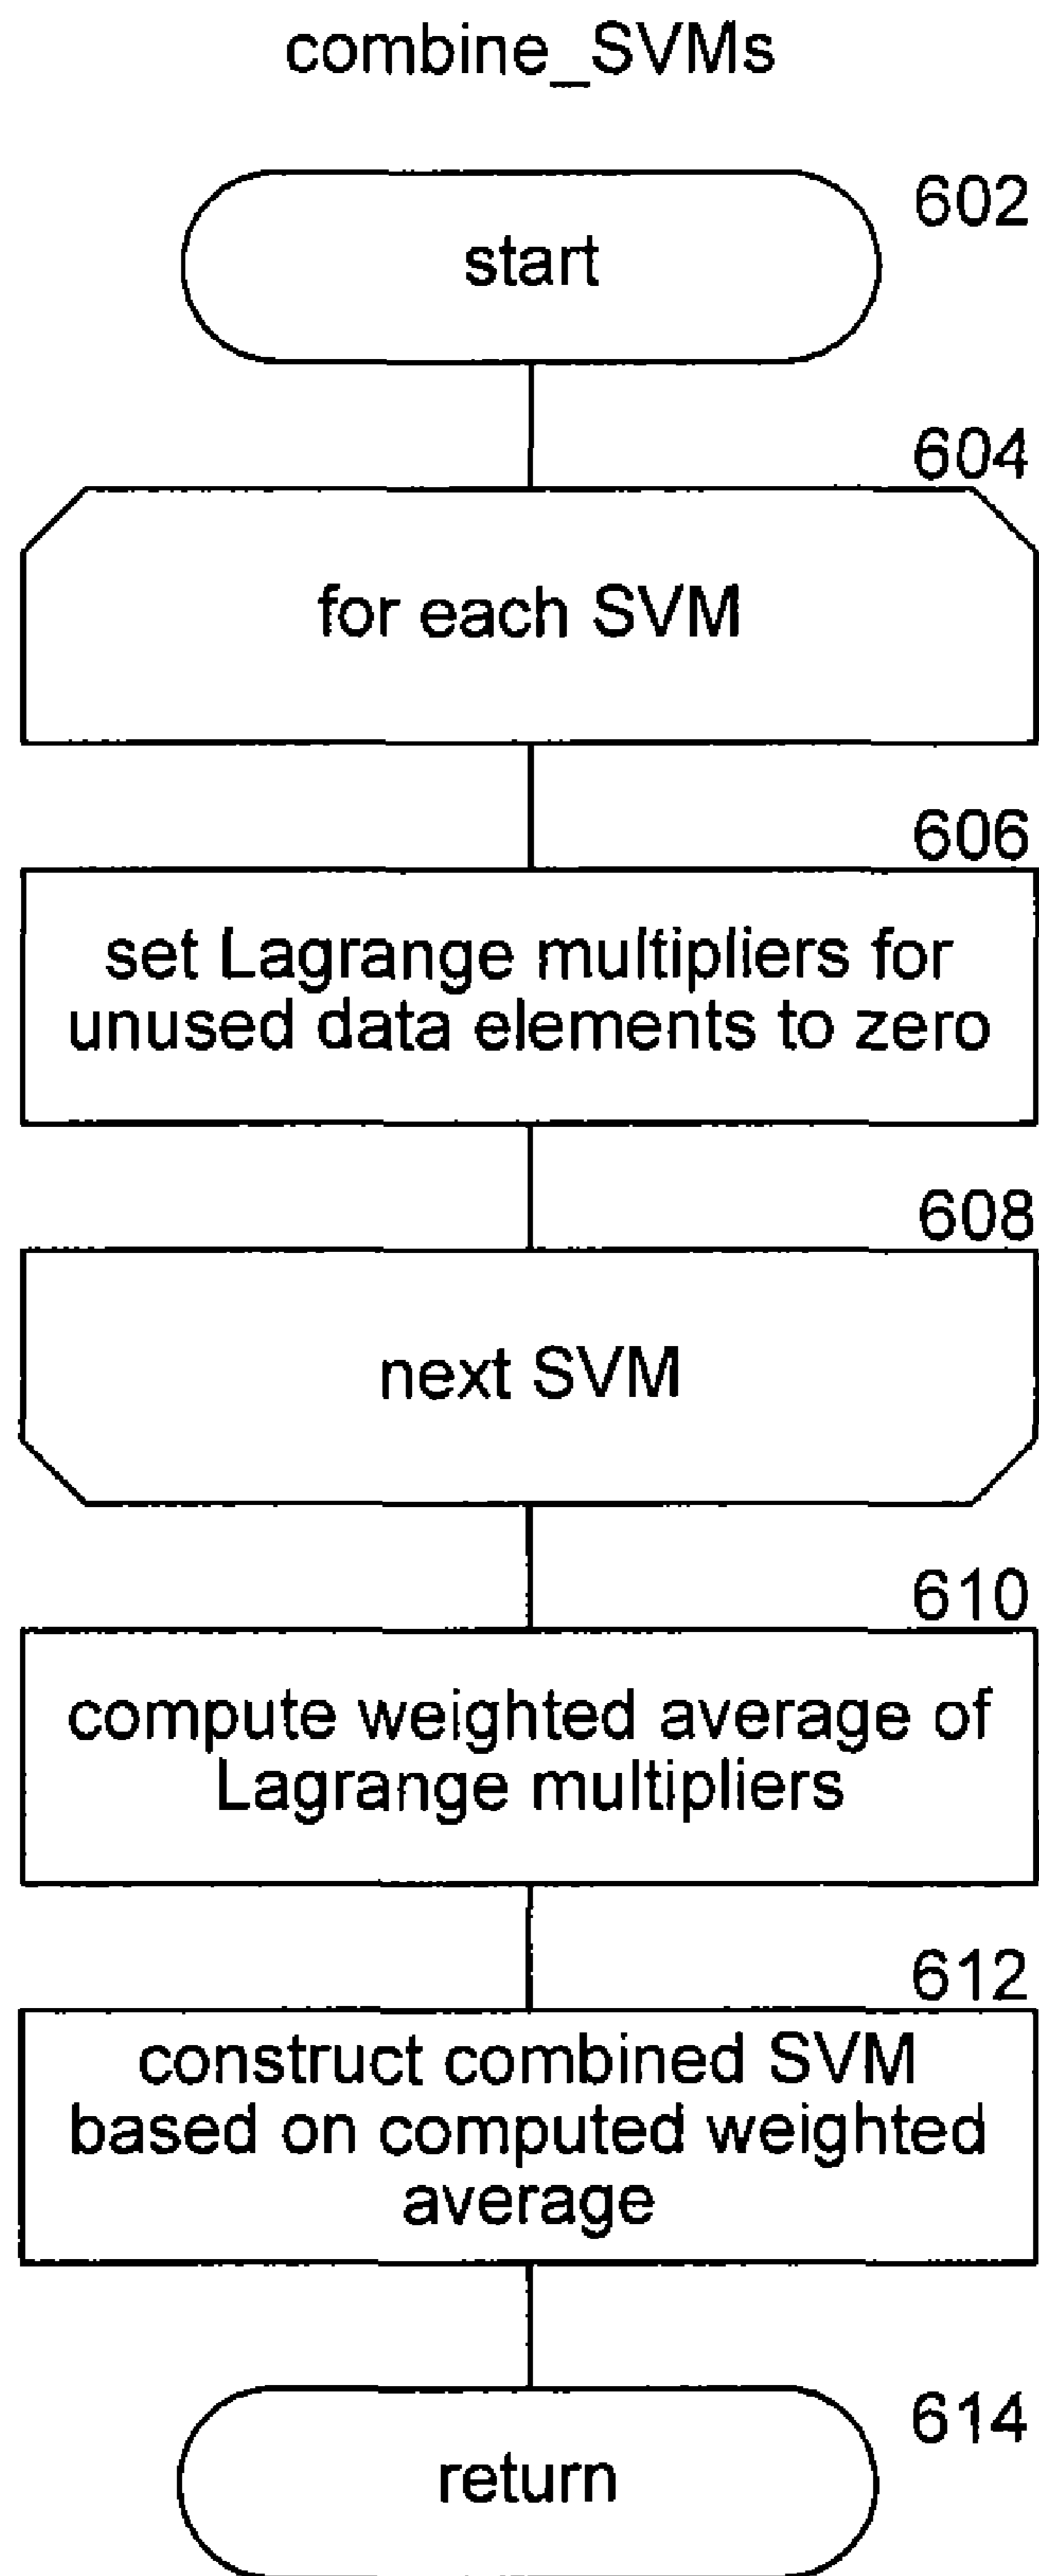 combine_SVMs
602
start
604
for each SVM
606
set Lagrange multipliers for
unused data elements to zero
608
next SVM
610
compute weighted average of
Lagrange multipliers
612
construct combined SVM
based on computed weighted
average
614
return